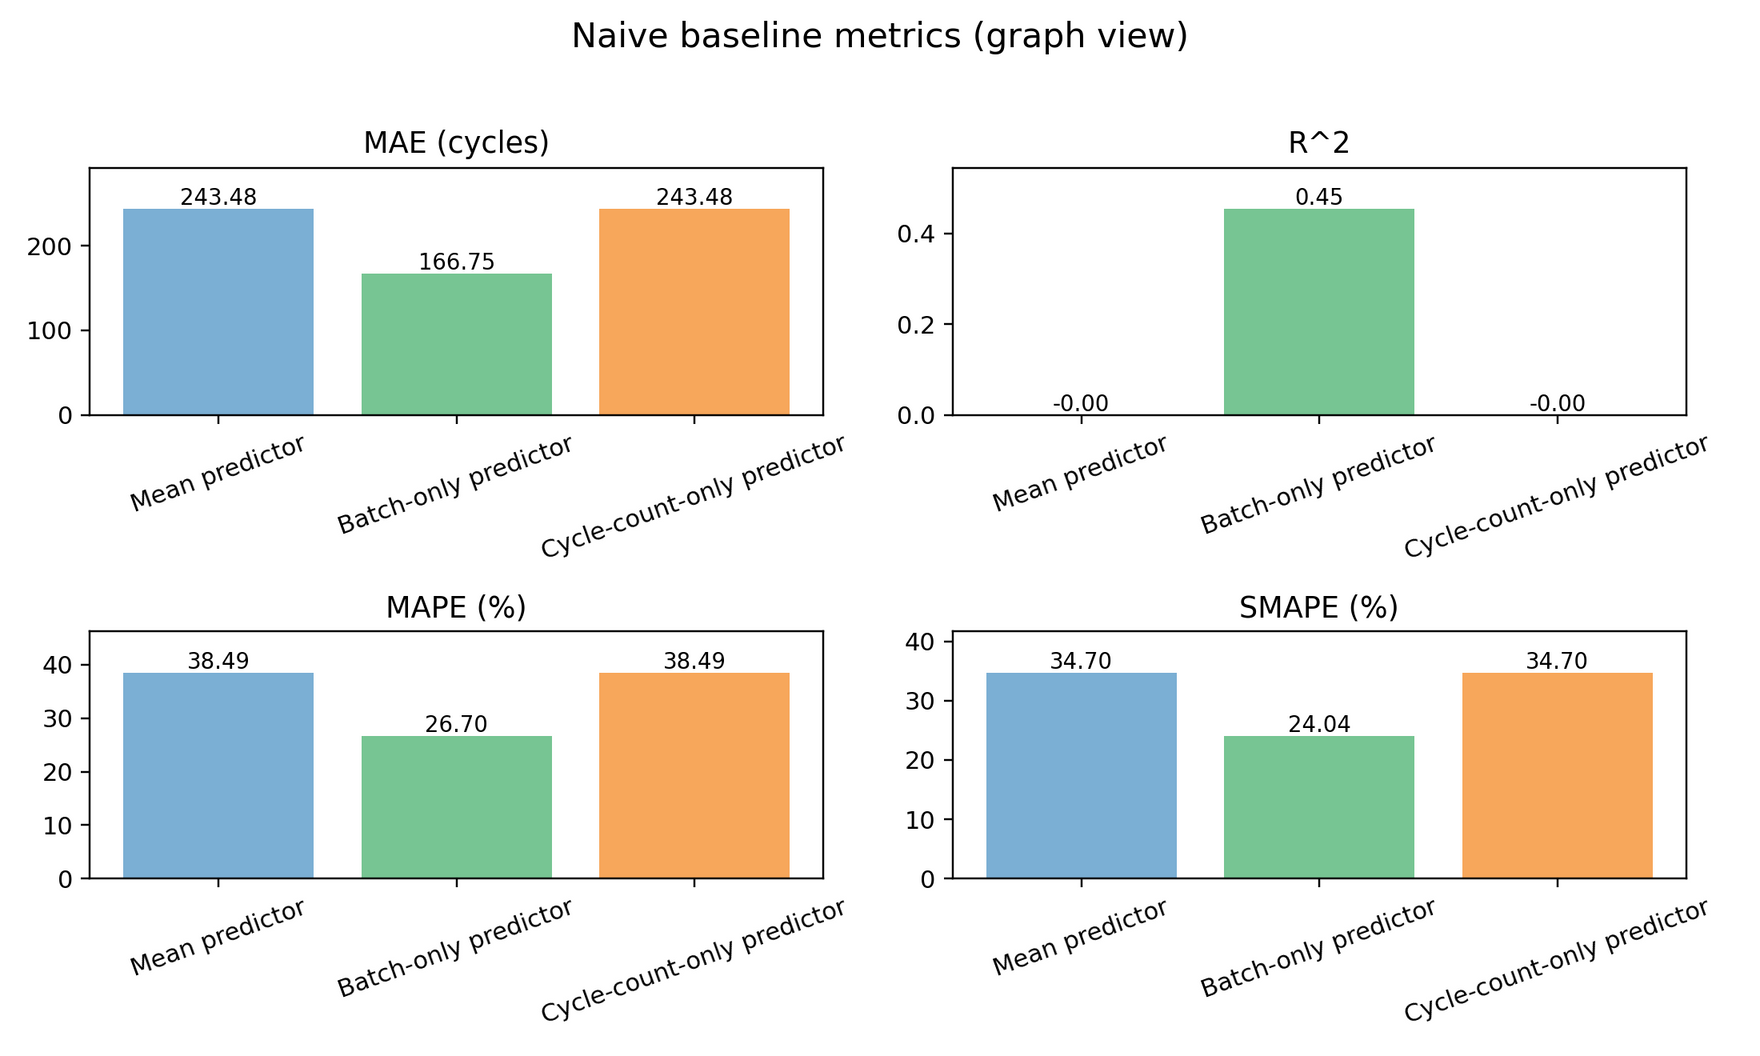 Naive baseline metrics (graph view)
MAE (cycles)
243.48
166.75
243.48
200
100
0
Mean predictor
Batch-only predictor
Cycle-count-only predictor
R^2
-0.00
0.45
-0.00
0.4
0.2
0.0
Mean predictor
Batch-only predictor
Cycle-count-only predictor
MAPE (%)
38.49
26.70
38.49
40
30
20
10
0
Mean predictor
Batch-only predictor
Cycle-count-only predictor
SMAPE (%)
34.70
24.04
34.70
40
30
20
10
0
Mean predictor
Batch-only predictor
Cycle-count-only predictor